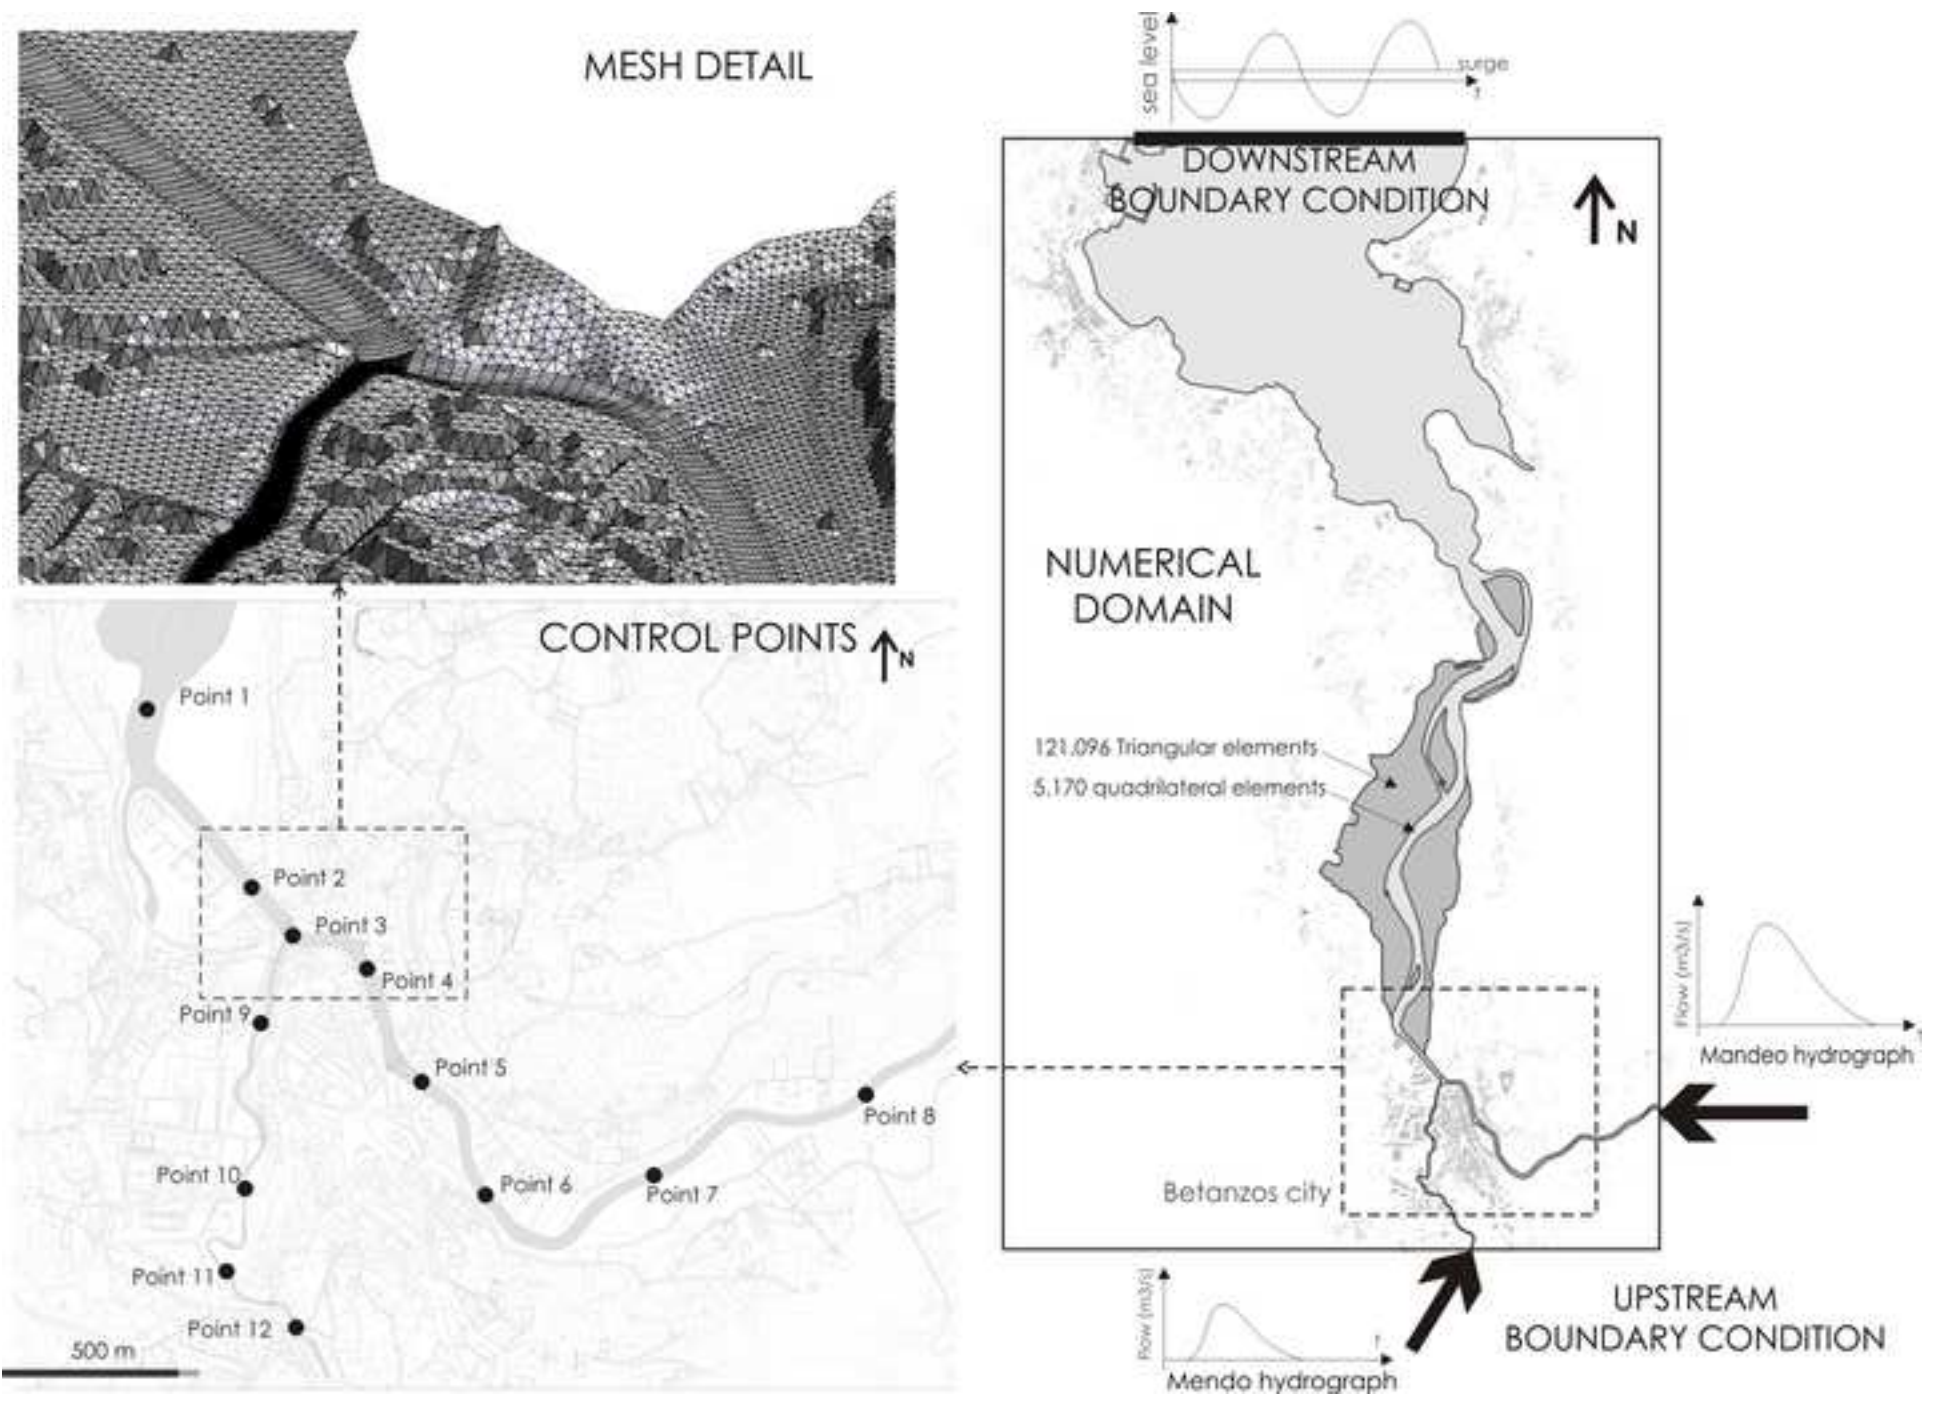 MESH DETAIL
CONTROL POINTS
N
Point 1
Point 2
Point 3
Point 4
Point 9
Point 5
Point 8
Point 10
Point 6
Point 7
Point 11
Point 12
500 m
sea level
surge
t
DOWNSTREAM
BOUNDARY CONDITION
N
NUMERICAL
DOMAIN
121.096 Triangular elements
5.170 quadrilateral elements
Flow (m3/s)
Mandeo hydrograph
Betanzos city
Flow (m3/s)
t
Mendo hydrograph
UPSTREAM
BOUNDARY CONDITION